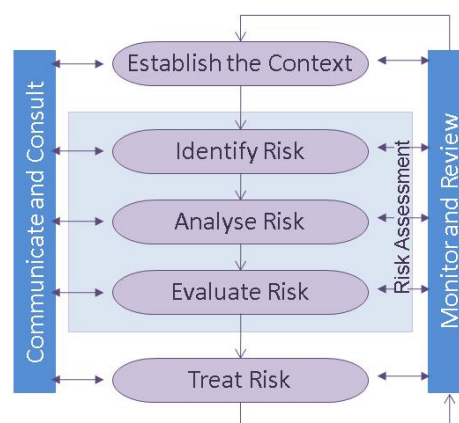 Establish the Context
Communicate and Consult
Identify Risk
Analyse Risk
Evaluate Risk
Risk Assessment
Monitor and Review
Treat Risk